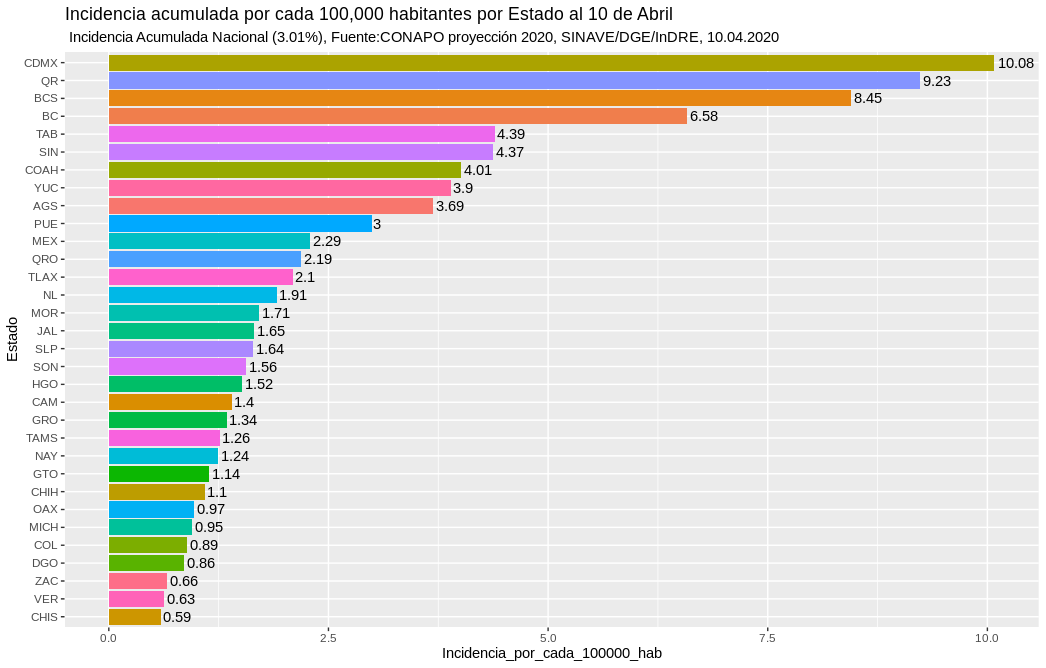 Incidencia acumulada por cada 100,000 habitantes por Estado al 10 de Abril
Incidencia Acumulada Nacional (3.01%), Fuente:CONAPO proyección 2020, SINAVE/DGE/InDRE, 10.04.2020
Estado
CDMX 10.08
QR 9.23
BCS 8.45
BC 6.58
TAB 4.39
SIN 4.37
COAH 4.01
YUC 3.9
AGS 3.69
PUE 3
MEX 2.29
QRO 2.19
TLAX 2.1
NL 1.91
MOR 1.71
JAL 1.65
SLP 1.64
SON 1.56
HGO 1.52
CAM 1.4
GRO 1.34
TAMS 1.26
NAY 1.24
GTO 1.14
CHIH 1.1
OAX 0.97
MICH 0.95
COL 0.89
DGO 0.86
ZAC 0.66
VER 0.63
CHIS 0.59
0.0 2.5 5.0 7.5 10.0
Incidencia_por_cada_100000_hab